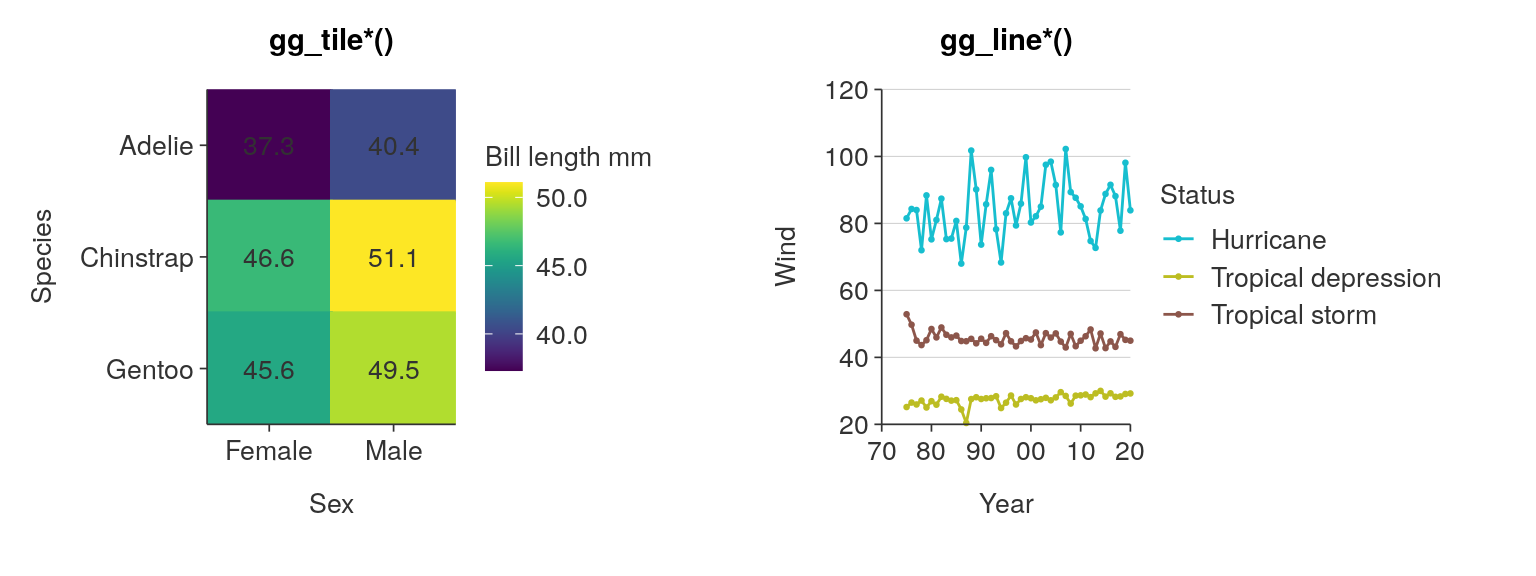 gg_tile*()
Species
Adelie
Chinstrap
Gentoo
37.3
40.4
46.6
51.1
45.6
49.5
Female
Male
Sex
Bill length mm
50.0
45.0
40.0
gg_line*()
Wind
120
100
80
60
40
20
70 80 90 00 10 20
Year
Status
Hurricane
Tropical depression
Tropical storm